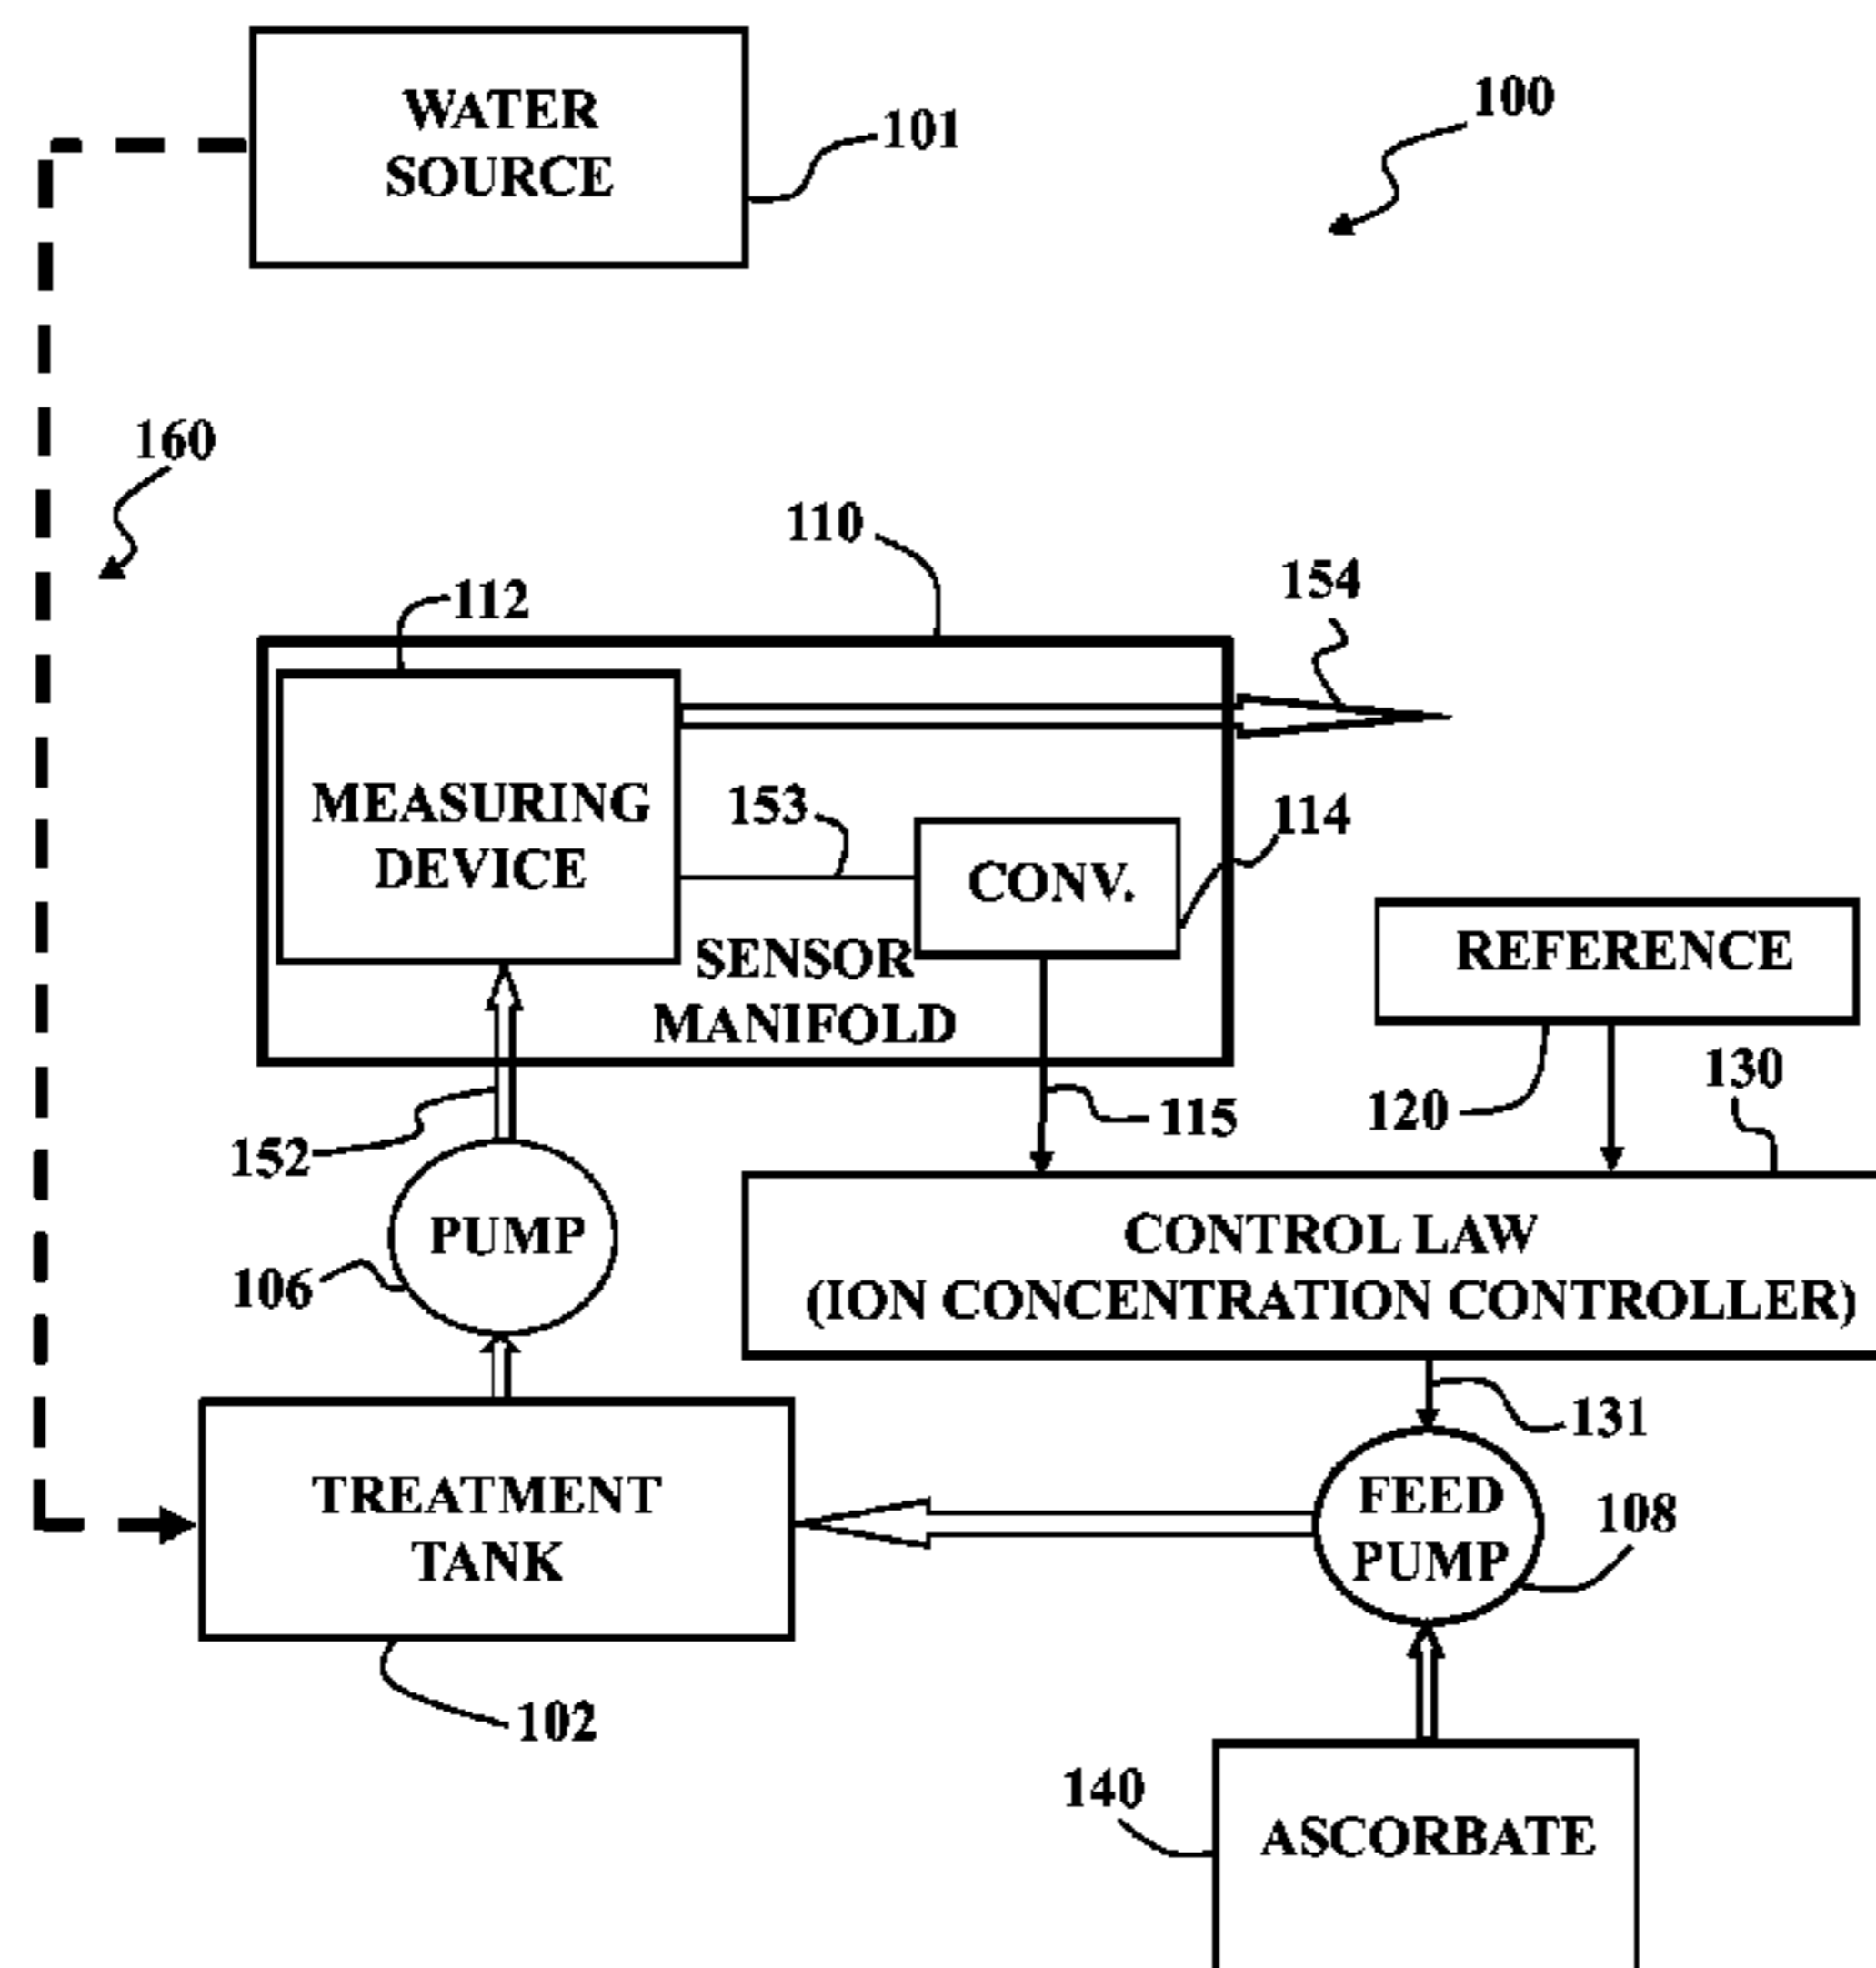 WATER
SOURCE
101
100
160
110
112
154
MEASURING
DEVICE
153
114
CONV.
SENSOR
MANIFOLD
REFERENCE
130
120
115
152
PUMP
106
CONTROL LAW
(ION CONCENTRATION CONTROLLER)
131
TREATMENT
TANK
FEED
PUMP
108
102
140
ASCORBATE